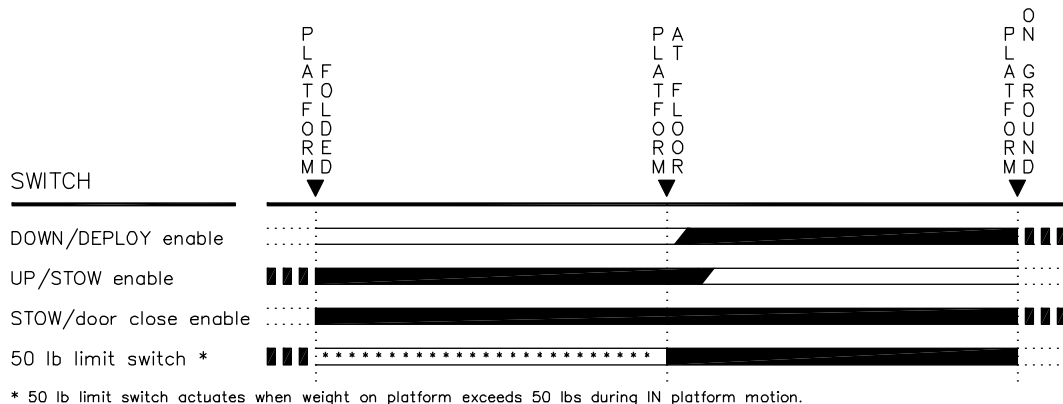 PLATFORM
FOLDED
PLATFORM
AT FLOOR
PLATFORM
ON GROUND
SWITCH
DOWN/DEPLOY enable
UP/STOW enable
STOW/door close enable
50 lb limit switch *
* * * * * * * * * * * * * * * * * * *
* 50 lb limit switch actuates when weight on platform exceeds 50 lbs during IN platform motion.